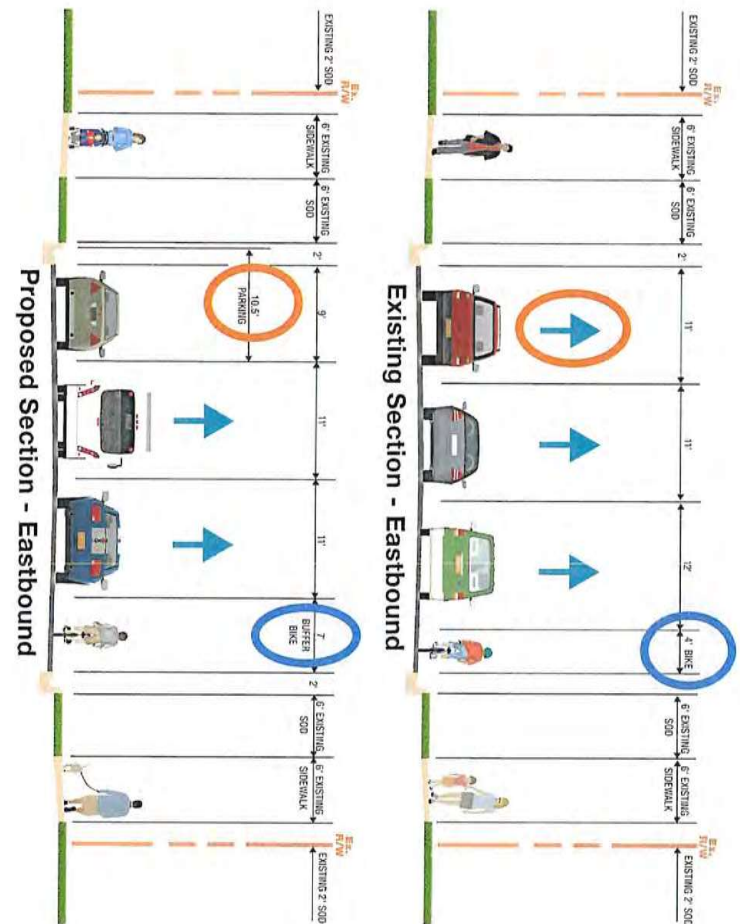 EXISTING 2' SOD
Ex.
R/W
6' EXISTING
SIDEWALK
6' EXISTING
SOD
2'
11'
11'
12'
4' BIKE
6' EXISTING
SOD
6' EXISTING
SIDEWALK
Ex.
R/W
EXISTING 2' SOD
Existing Section - Eastbound
EXISTING 2' SOD
Ex.
R/W
6' EXISTING
SIDEWALK
6' EXISTING
SOD
2'
9'
10.5'
PARKING
11'
11'
7'
BUFFER
BIKE
2'
6' EXISTING
SOD
6' EXISTING
SIDEWALK
Ex.
R/W
EXISTING 2' SOD
Proposed Section - Eastbound